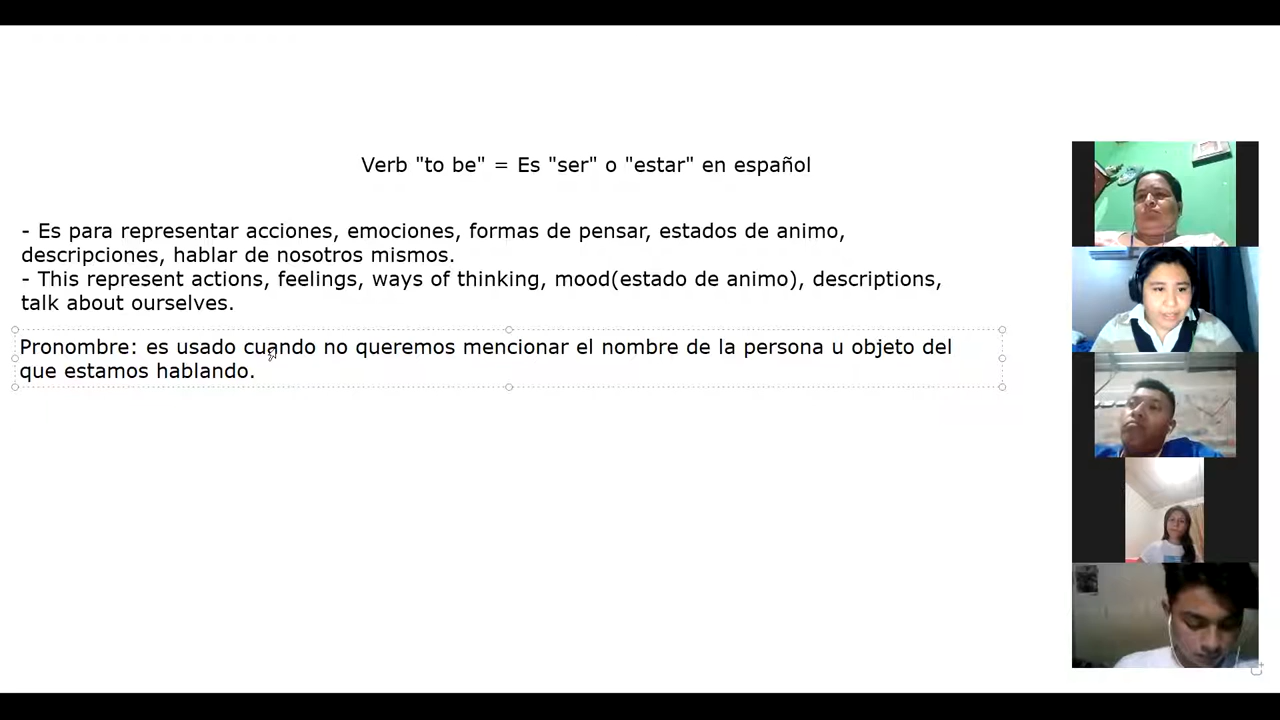 Verb "to be" = Es "ser" o "estar" en español
- Es para representar acciones, emociones, formas de pensar, estados de animo,
descripciones, hablar de nosotros mismos.
- This represent actions, feelings, ways of thinking, mood(estado de animo), descriptions,
talk about ourselves.
Pronombre: es usado cuando no queremos mencionar el nombre de la persona u objeto del
que estamos hablando.